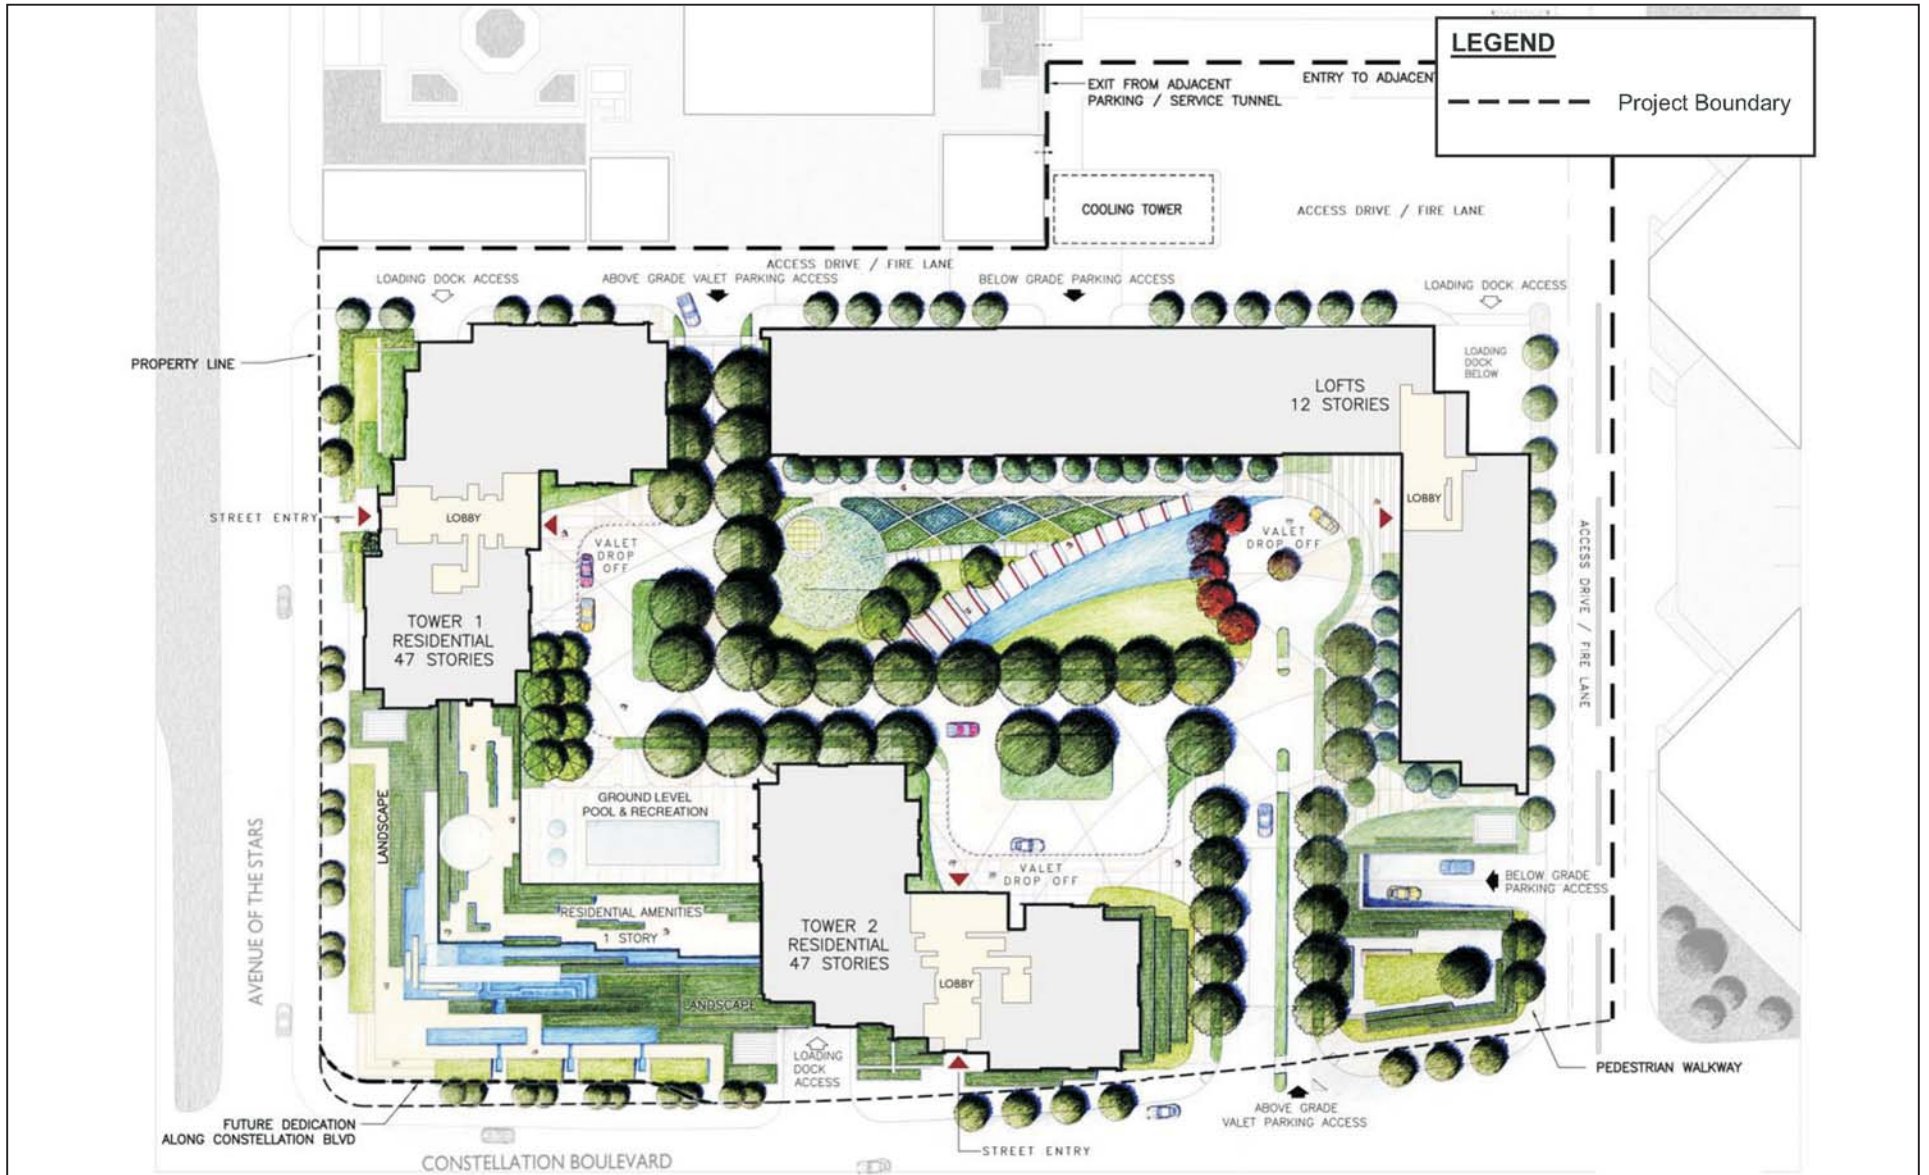 LEGEND
Project Boundary
EXIT FROM ADJACENT
PARKING / SERVICE TUNNEL
ENTRY TO ADJACENT
COOLING TOWER
ACCESS DRIVE / FIRE LANE
ACCESS DRIVE / FIRE LANE
LOADING DOCK ACCESS
ABOVE GRADE VALET PARKING ACCESS
BELOW GRADE PARKING ACCESS
LOADING DOCK ACCESS
PROPERTY LINE
LOADING
DOCK
BELOW
LOFTS
12 STORIES
STREET ENTRY
LOBBY
LOBBY
VALET
DROP
OFF
VALET
DROP OFF
ACCESS DRIVE / FIRE LANE
TOWER 1
RESIDENTIAL
47 STORIES
GROUND LEVEL
POOL & RECREATION
LANDSCAPE
AVENUE OF THE STARS
VALET
DROP OFF
BELOW GRADE
PARKING ACCESS
RESIDENTIAL AMENITIES
1 STORY
TOWER 2
RESIDENTIAL
47 STORIES
LOBBY
LANDSCAPE
LOADING
DOCK
ACCESS
PEDESTRIAN WALKWAY
FUTURE DEDICATION
ALONG CONSTELLATION BLVD
ABOVE GRADE
VALET PARKING ACCESS
STREET ENTRY
CONSTELLATION BOULEVARD